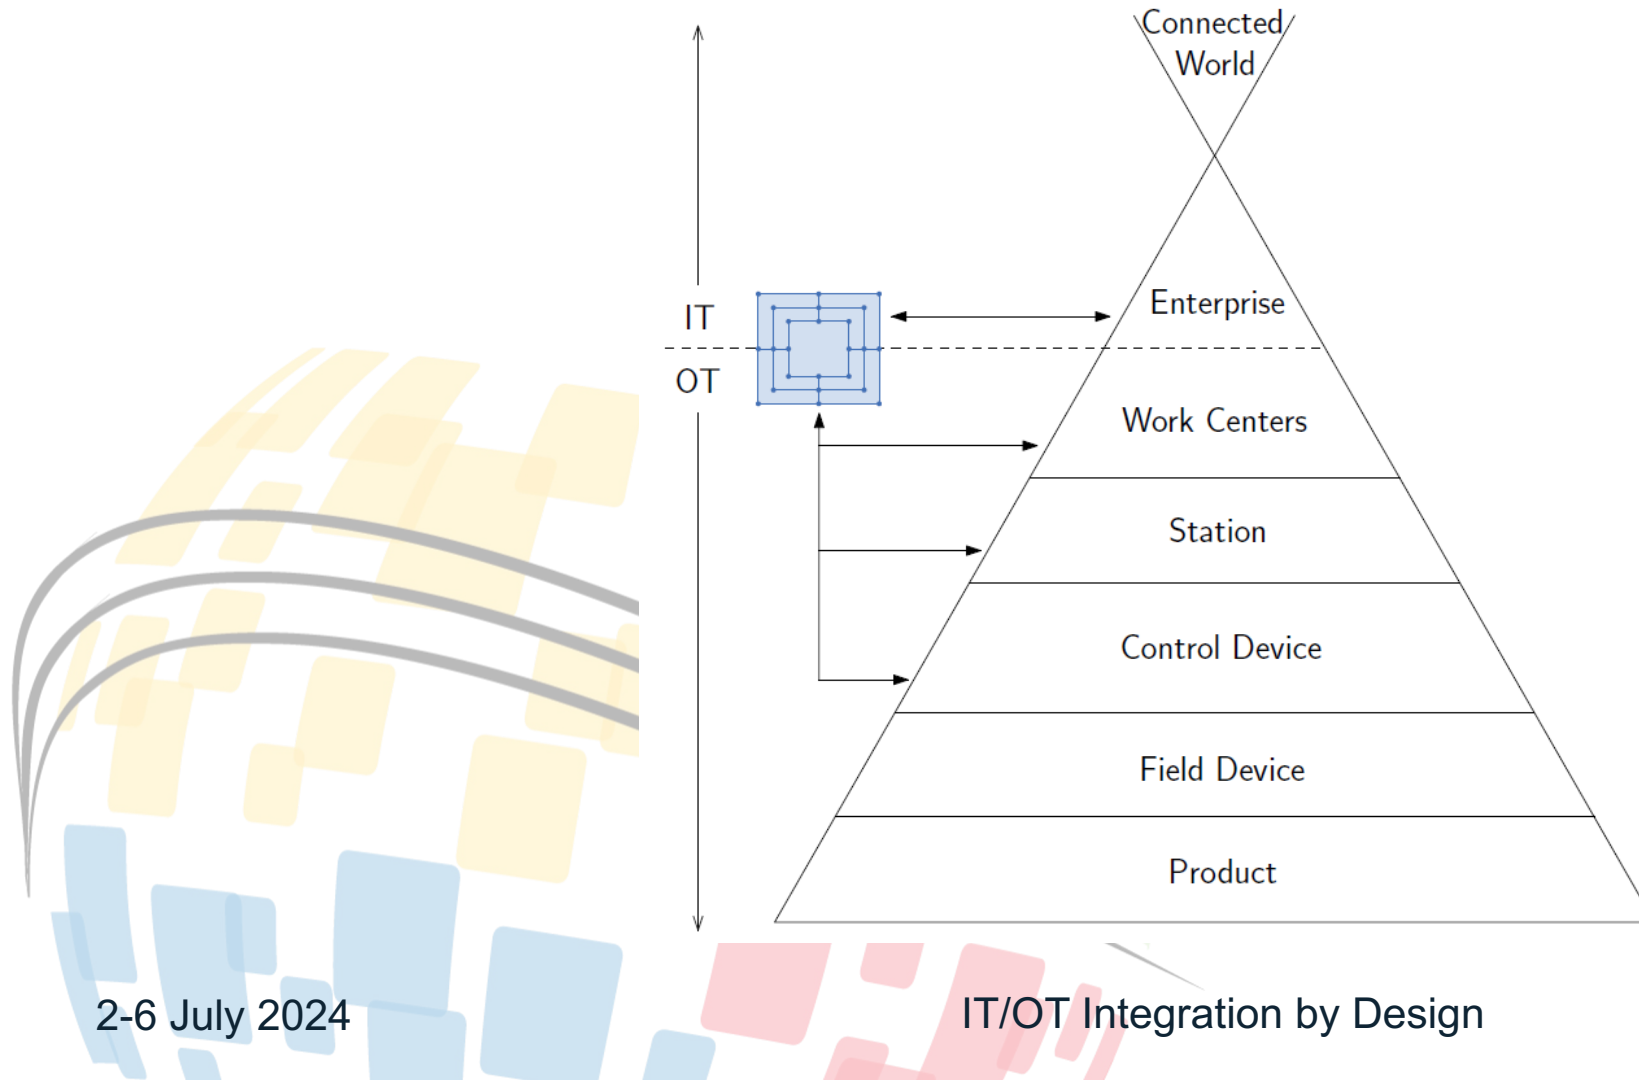 Connected
World
IT
Enterprise
OT
Work Centers
Station
Control Device
Field Device
Product
2-6 July 2024
IT/OT Integration by Design